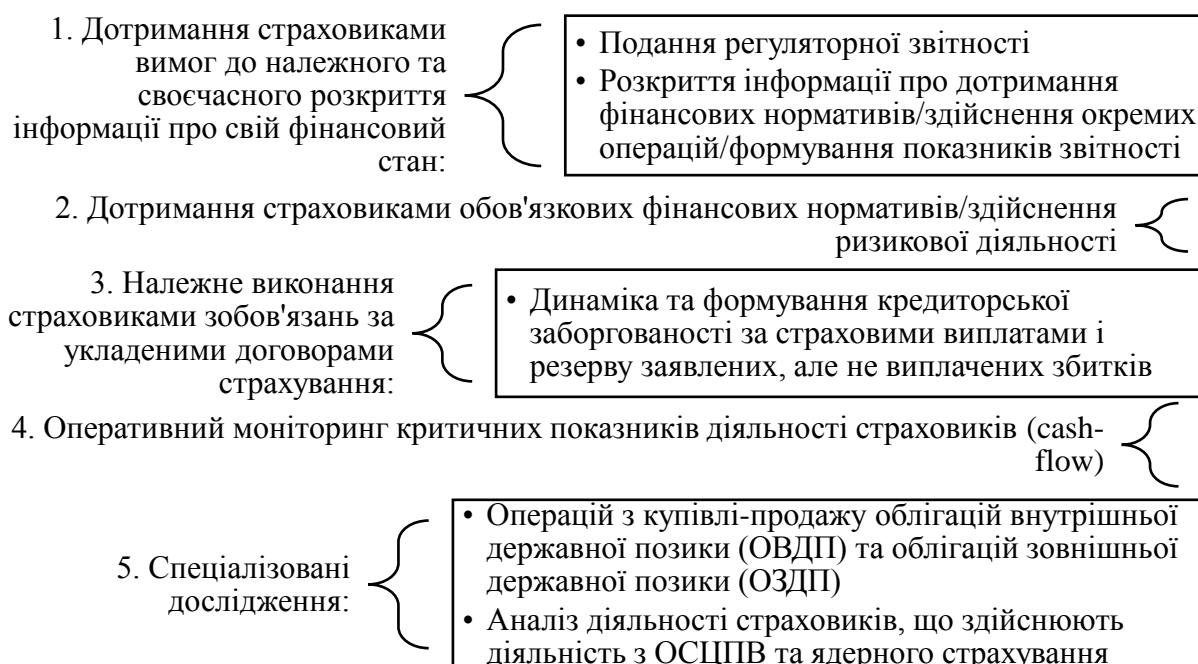 1. Дотримання страховиками
вимог до належного та
своєчасного розкриття
інформації про свій фінансовий
стан:
• Подання регуляторної звітності
• Розкриття інформації про дотримання
фінансових нормативів/здійснення окремих
операцій/формування показників звітності
2. Дотримання страховиками обов'язкових фінансових нормативів/здійснення
ризикової діяльності
3. Належне виконання
страховиками зобов'язань за
укладеними договорами
страхування:
• Динаміка та формування кредиторської
заборгованості за страховими виплатами і
резерву заявлених, але не виплачених збитків
4. Оперативний моніторинг критичних показників діяльності страховиків (cash-
flow)
5. Спеціалізовані
дослідження:
• Операцій з купівлі-продажу облігацій внутрішньої
державної позики (ОВДП) та облігацій зовнішньої
державної позики (ОЗДП)
• Аналіз діяльності страховиків, що здійснюють
діяльність з ОСЦПВ та ядерного страхування